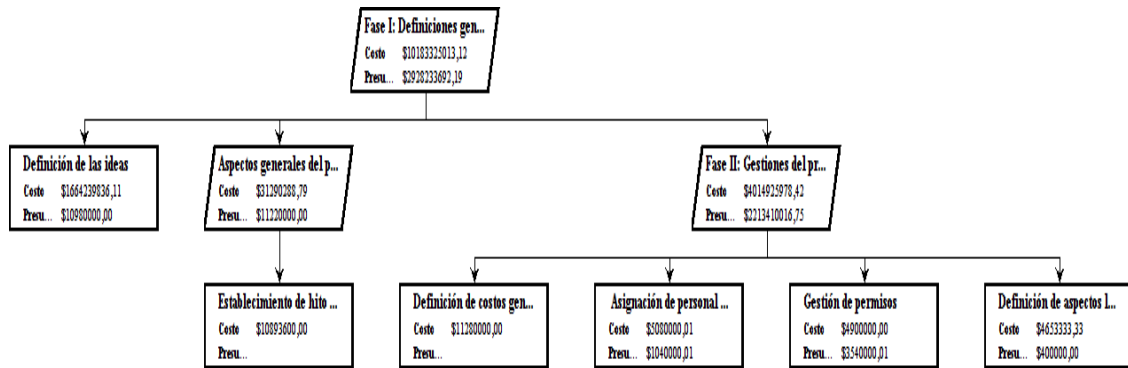 Fase I: Definiciones gen...
Costo $10183325013,12
Presu... $2928233692,19
Definición de las ideas
Costo $1664239836,11
Presu... $10980000,00
Aspectos generales del p...
Costo $31290288,79
Presu... $11220000,00
Fase II: Gestiones del pr...
Costo $4014925978,42
Presu... $2213410016,75
Establecimiento de hito ...
Costo $10893600,00
Presu...
Definición de costos gen...
Costo $11280000,00
Presu...
Asignación de personal ...
Costo $5080000,01
Presu... $1040000,01
Gestión de permisos
Costo $4900000,00
Presu... $3540000,01
Definición de aspectos l...
Costo $4653333,33
Presu... $400000,00